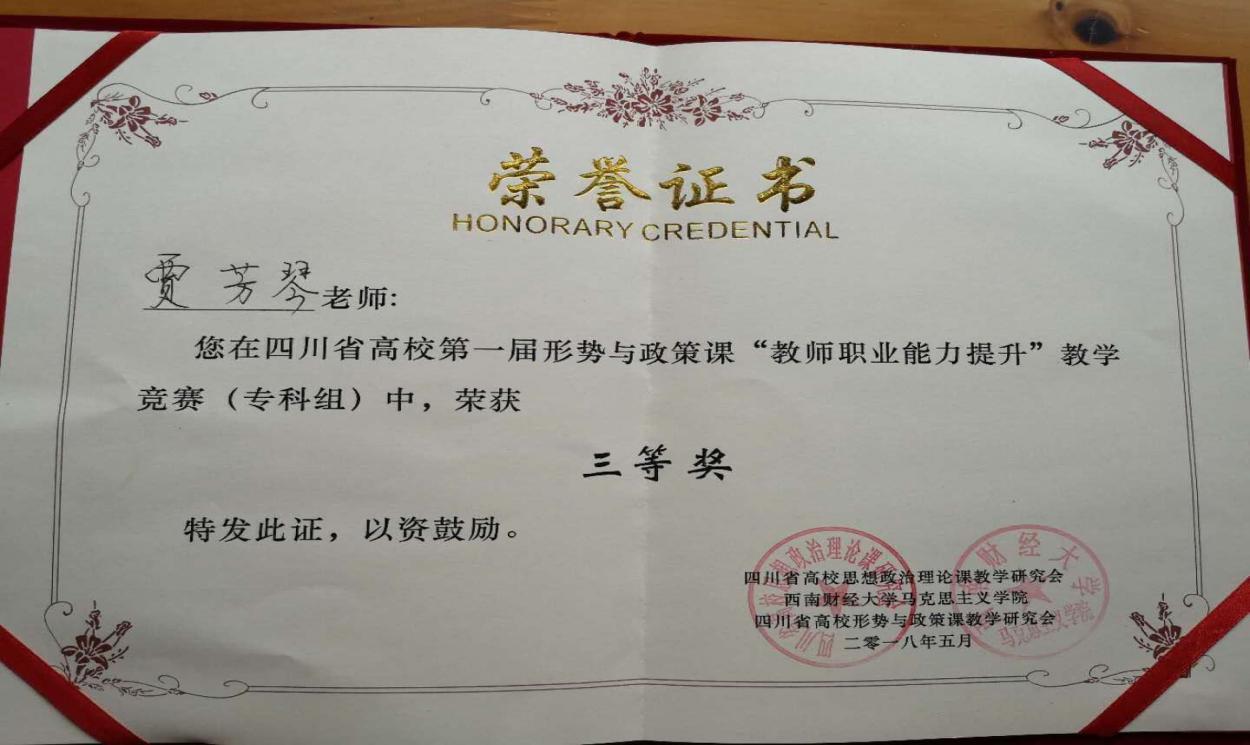 荣誉证书
HONORARY CREDENTIAL
贾芳琴老师:
您在四川省高校第一届形势与政策课“教师职业能力提升”教学
竞赛（专科组）中，荣获
三等奖
特发此证，以资鼓励。
四川省高校思想政治理论课教学研究会
西南财经大学马克思主义学院
四川省高校形势与政策课教学研究会
二零一八年五月